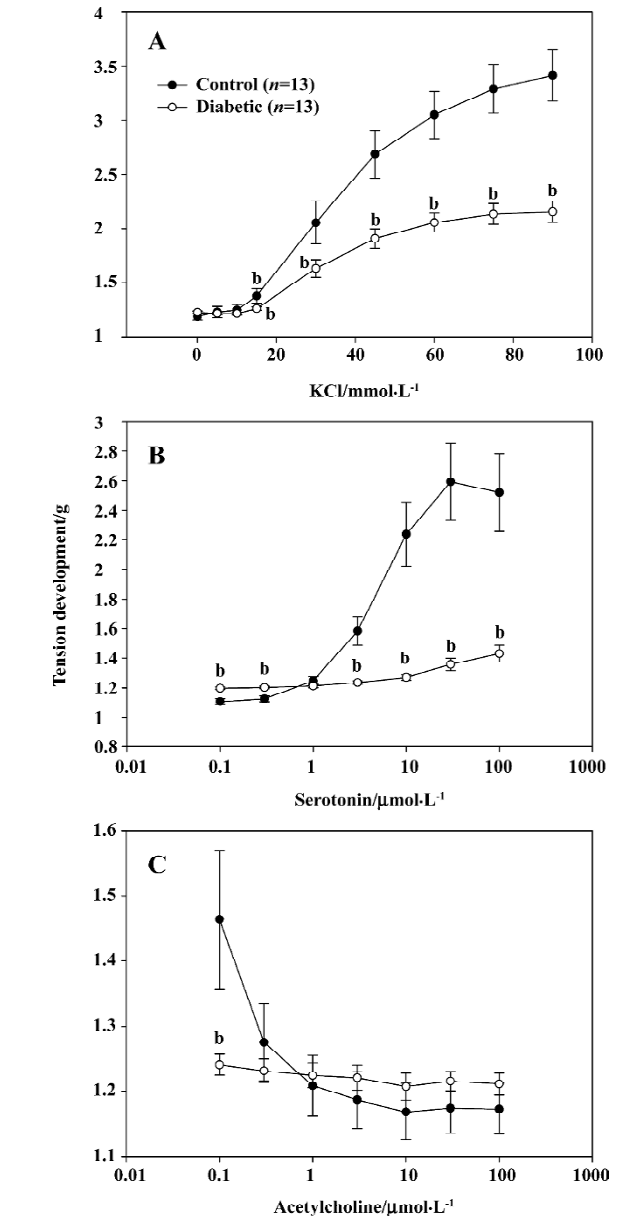 4
A
3.5
Control (n=13)
Diabetic (n=13)
3
2.5
b
b
b
b
b
2
b
b
1.5
b
1
0
20
40
60
80
100
KCl/mmol·L-1
3
B
2.8
2.6
2.4
2.2
2
1.8
1.6
b
b
b
b
b
b
1.4
1.2
1
0.8
Tension development/g
0.01
0.1
1
10
100
1000
Serotonin/μmol·L-1
1.6
C
1.5
1.4
1.3
b
1.2
1.1
0.01
0.1
1
10
100
1000
Acetylcholine/μmol·L-1